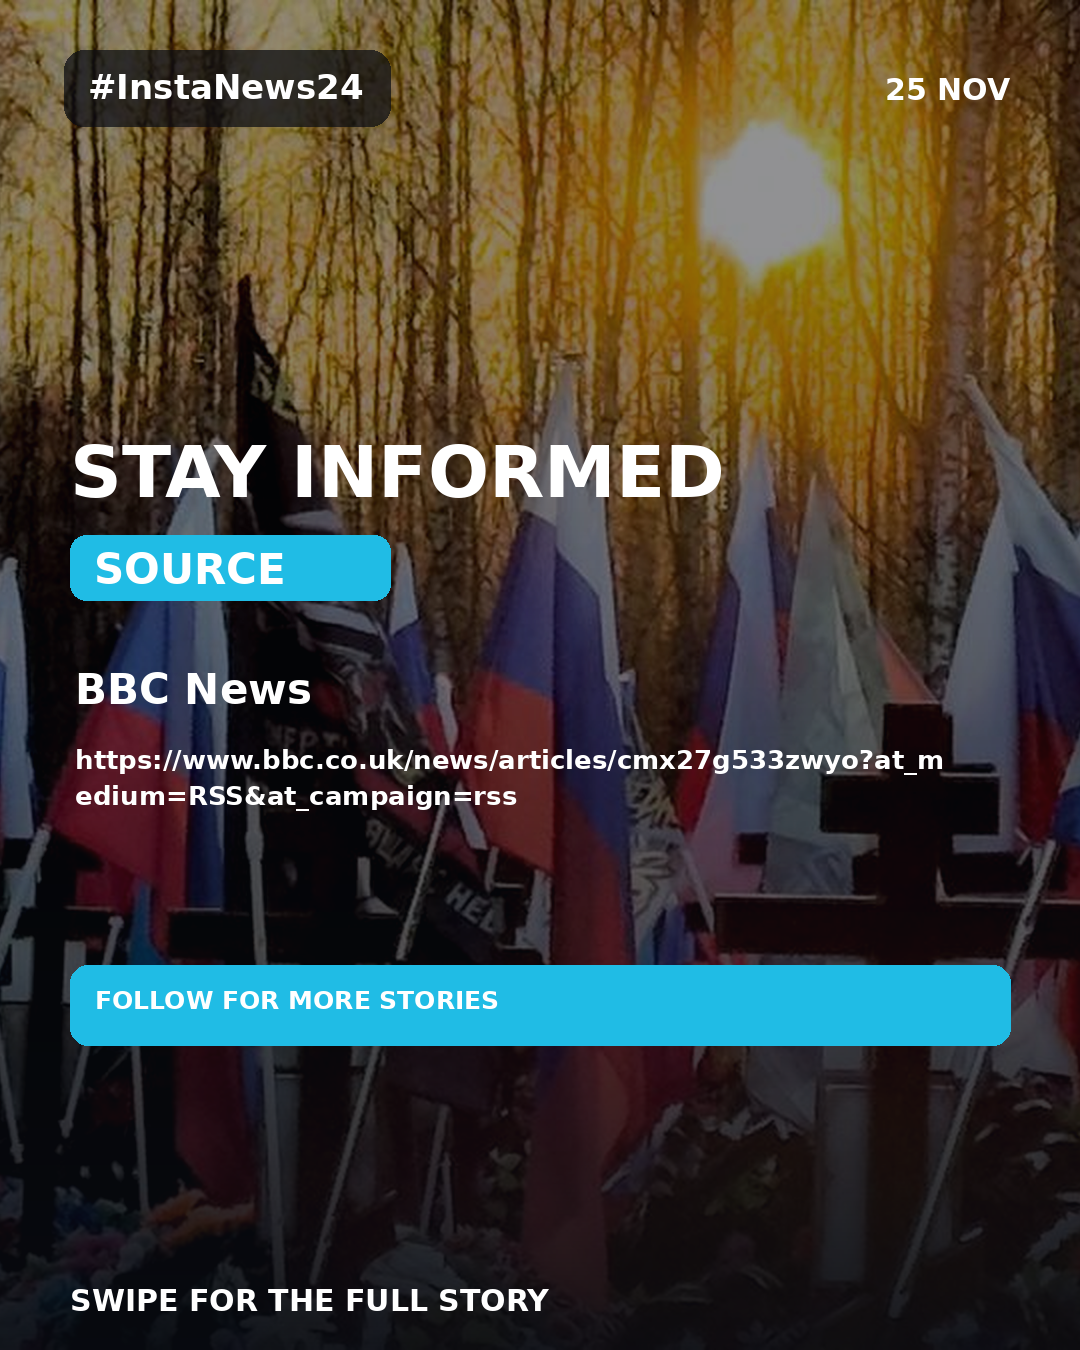 #InstaNews24
25 NOV
STAY INFORMED
SOURCE
BBC News
https://www.bbc.co.uk/news/articles/cmx27g533zwyo?at_m
edium=RSS&at_campaign=rss
FOLLOW FOR MORE STORIES
SWIPE FOR THE FULL STORY